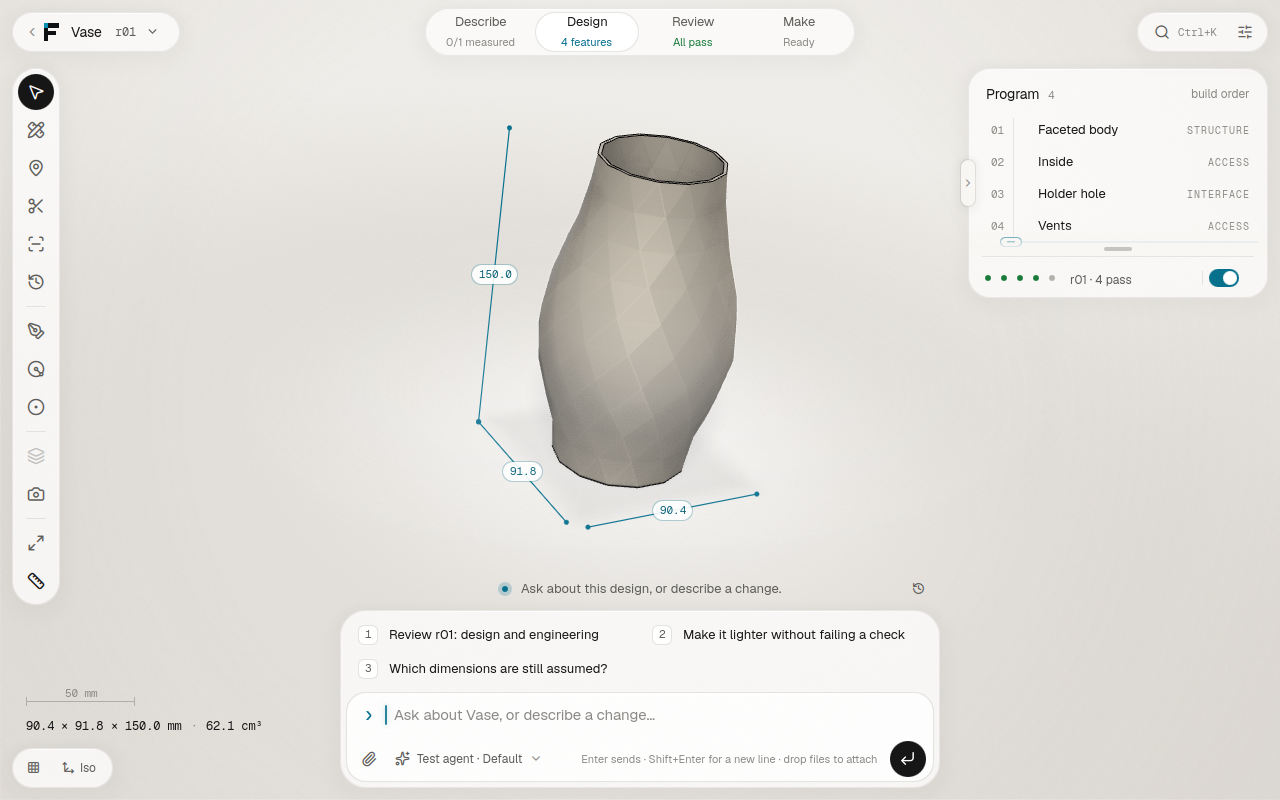 Vase r01
Describe
0/1 measured
Design
4 features
Review
All pass
Make
Ready
Ctrl+K
Program 4 build order
01 Faceted body STRUCTURE
02 Inside ACCESS
03 Holder hole INTERFACE
04 Vents ACCESS
r01 · 4 pass
150.0
91.8
90.4
Ask about this design, or describe a change.
1 Review r01: design and engineering
2 Make it lighter without failing a check
3 Which dimensions are still assumed?
Ask about Vase, or describe a change...
Test agent · Default
Enter sends · Shift+Enter for a new line · drop files to attach
50 mm
90.4 × 91.8 × 150.0 mm · 62.1 cm³
Iso